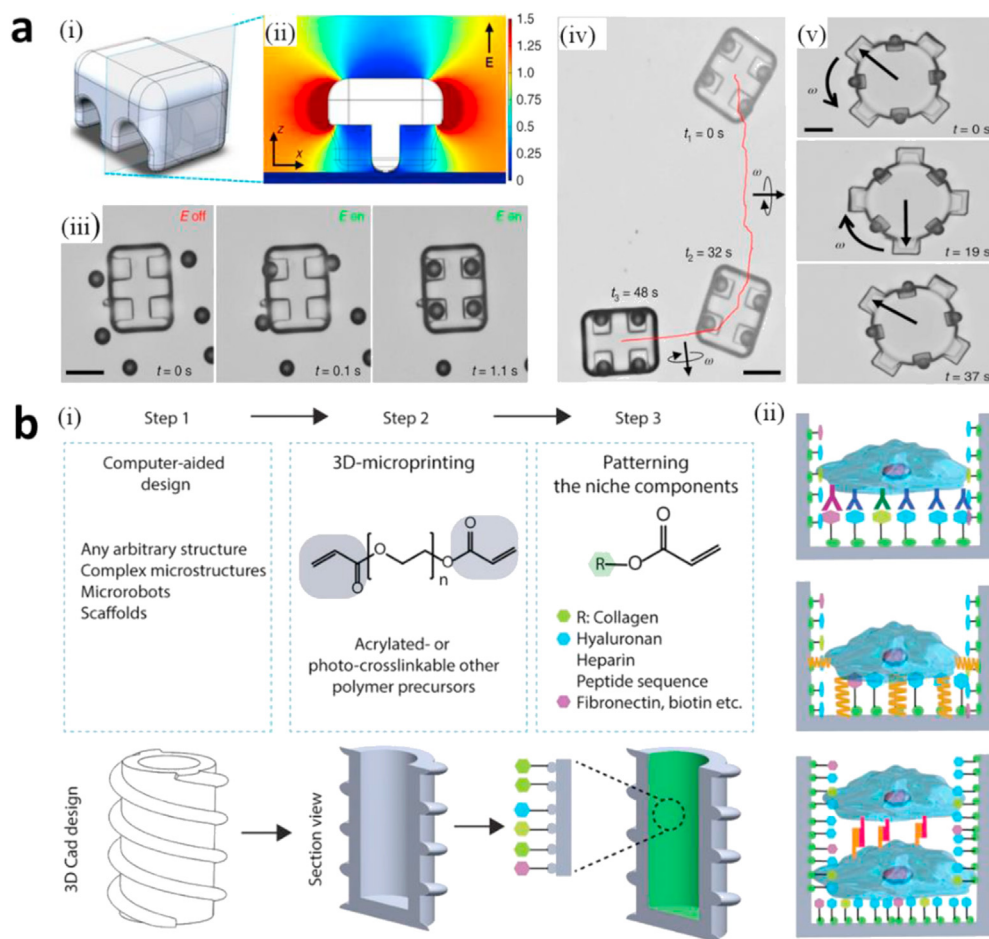 a
(i)
(ii)
E
1.5
1.25
1.0
0.75
0.5
0.25
0
z
x
(iii)
E off
t = 0 s
E on
t = 0.1 s
E on
t = 1.1 s
(iv)
t1 = 0 s
ω
t2 = 32 s
t3 = 48 s
ω
(v)
ω
t = 0 s
ω
t = 19 s
t = 37 s
b
(i)
Step 1
Step 2
Step 3
Computer-aided
design
Any arbitrary structure
Complex microstructures
Microrobots
Scaffolds
3D-microprinting
O
O
O
O
n
Acrylated- or
photo-crosslinkable other
polymer precursors
Patterning
the niche components
O
R
O
R: Collagen
Hyaluronan
Heparin
Peptide sequence
Fibronectin, biotin etc.
3D Cad design
Section view
(ii)